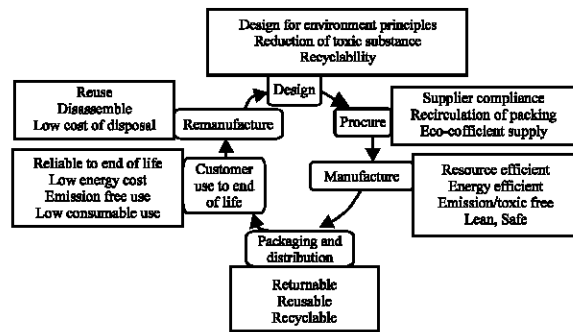 Design for environment principles
Reduction of toxic substance
Recyclability
Design
Reuse
Disassemble
Low cost of disposal
Remanufacture
Procure
Supplier compliance
Recirculation of packing
Eco-cofficient supply
Reliable to end of life
Low energy cost
Emission free use
Low consumable use
Customer
use to end
of life
Manufacture
Resource efficient
Energy efficient
Emission/toxic free
Lean, Safe
Packaging and
distribution
Returnable
Reusable
Recyclable